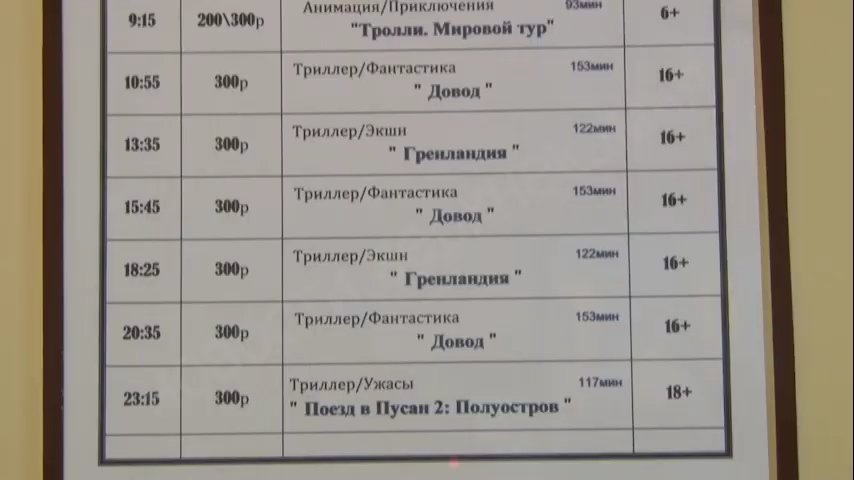 Анимация/Приключения 93мин
9:15 200\300р "Тролли. Мировой тур" 6+
Триллер/Фантастика 153мин
10:55 300р " Довод " 16+
Триллер/Экшн 122мин
13:35 300р " Гренландия " 16+
Триллер/Фантастика 153мин
15:45 300р " Довод " 16+
Триллер/Экшн 122мин
18:25 300р " Гренландия " 16+
Триллер/Фантастика 153мин
20:35 300р " Довод " 16+
Триллер/Ужасы 117мин
23:15 300р " Поезд в Пусан 2: Полуостров " 18+